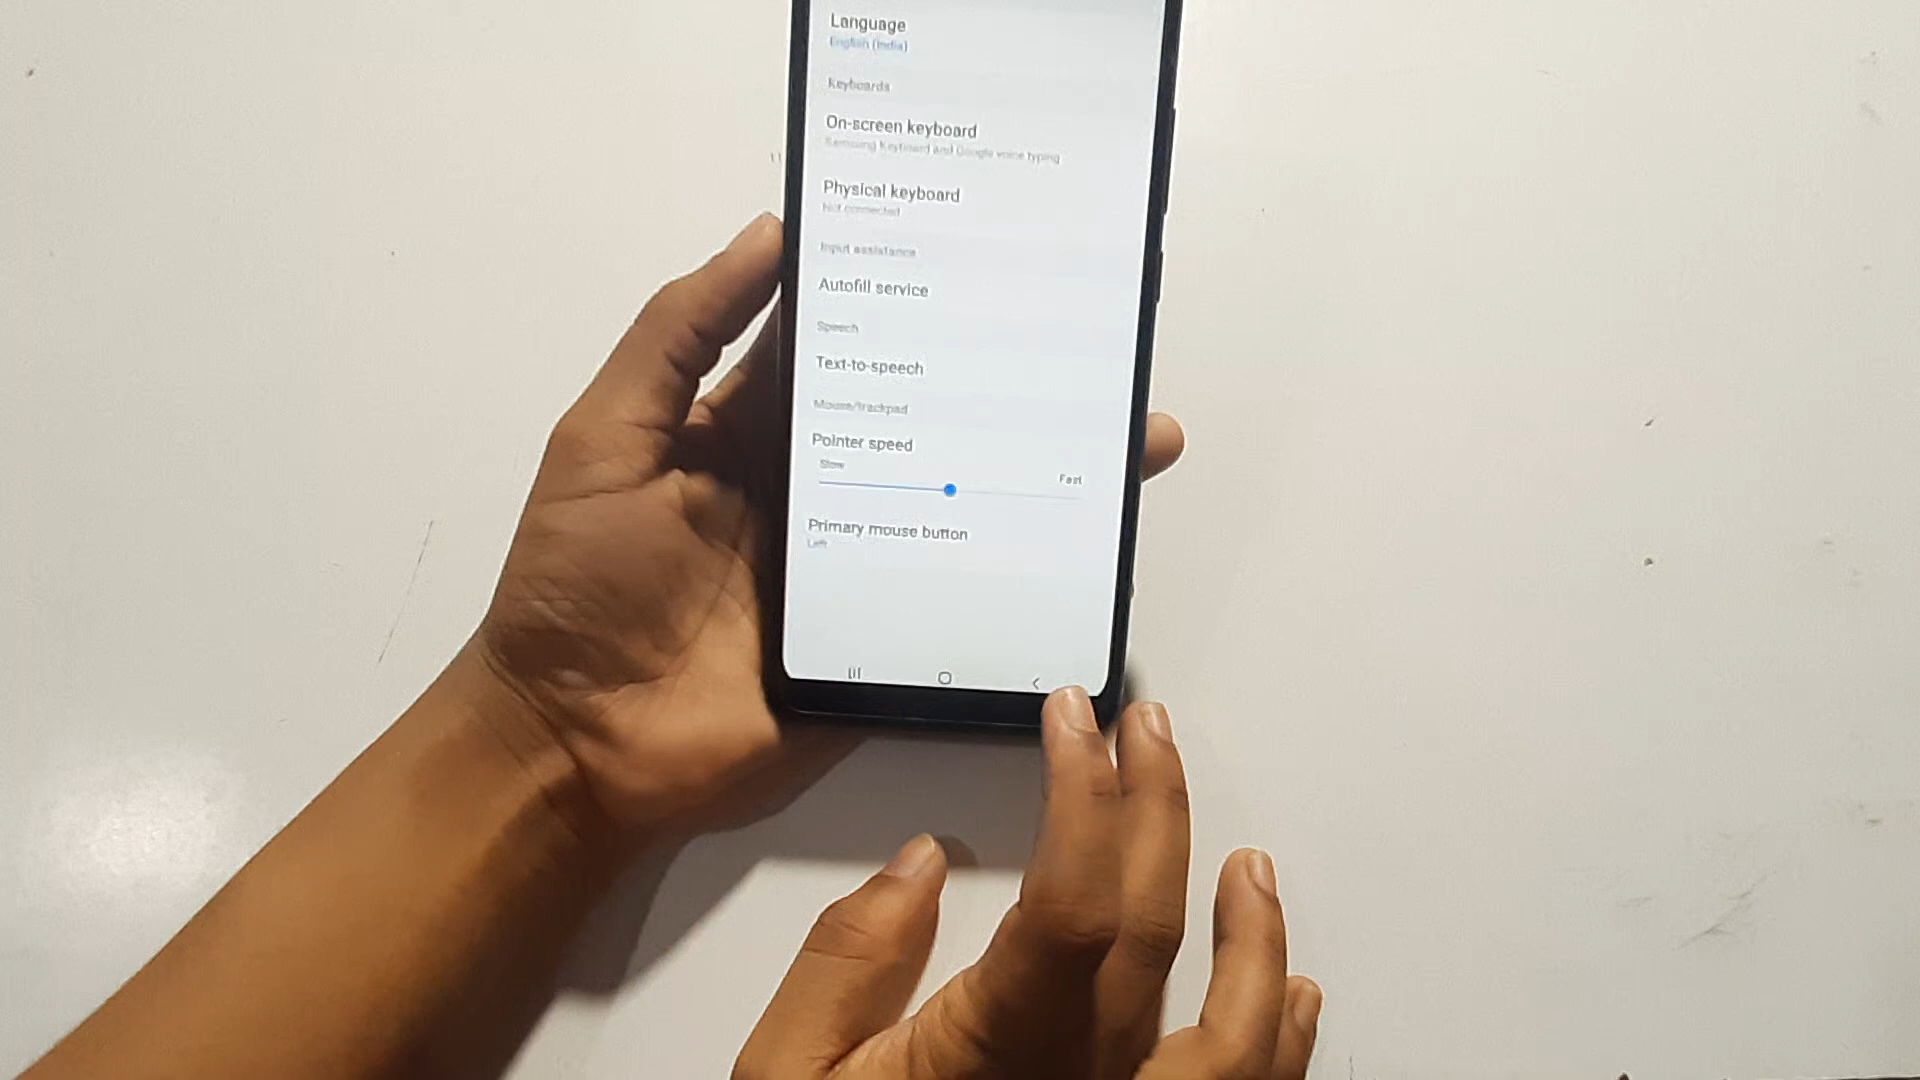 Language
English (India)
Keyboards
On-screen keyboard
Samsung Keyboard and Google voice typing
Physical keyboard
Not connected
Input assistance
Autofill service
Speech
Text-to-speech
Mouse/trackpad
Pointer speed
Slow
Fast
Primary mouse button
Left